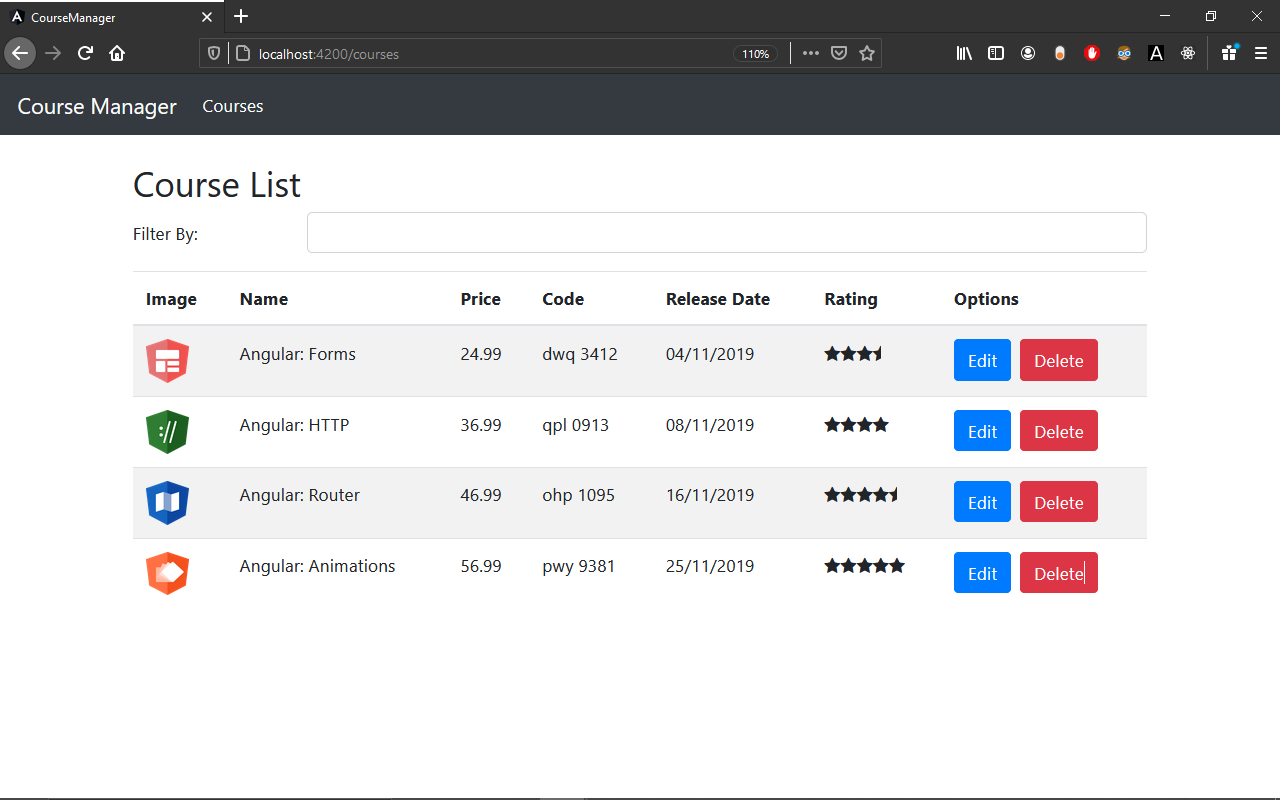 CourseManager
localhost:4200/courses 110%
Course Manager Courses
Course List
Filter By:
Image Name Price Code Release Date Rating Options
Angular: Forms 24.99 dwq 3412 04/11/2019 Edit Delete
Angular: HTTP 36.99 qpl 0913 08/11/2019 Edit Delete
Angular: Router 46.99 ohp 1095 16/11/2019 Edit Delete
Angular: Animations 56.99 pwy 9381 25/11/2019 Edit Delete